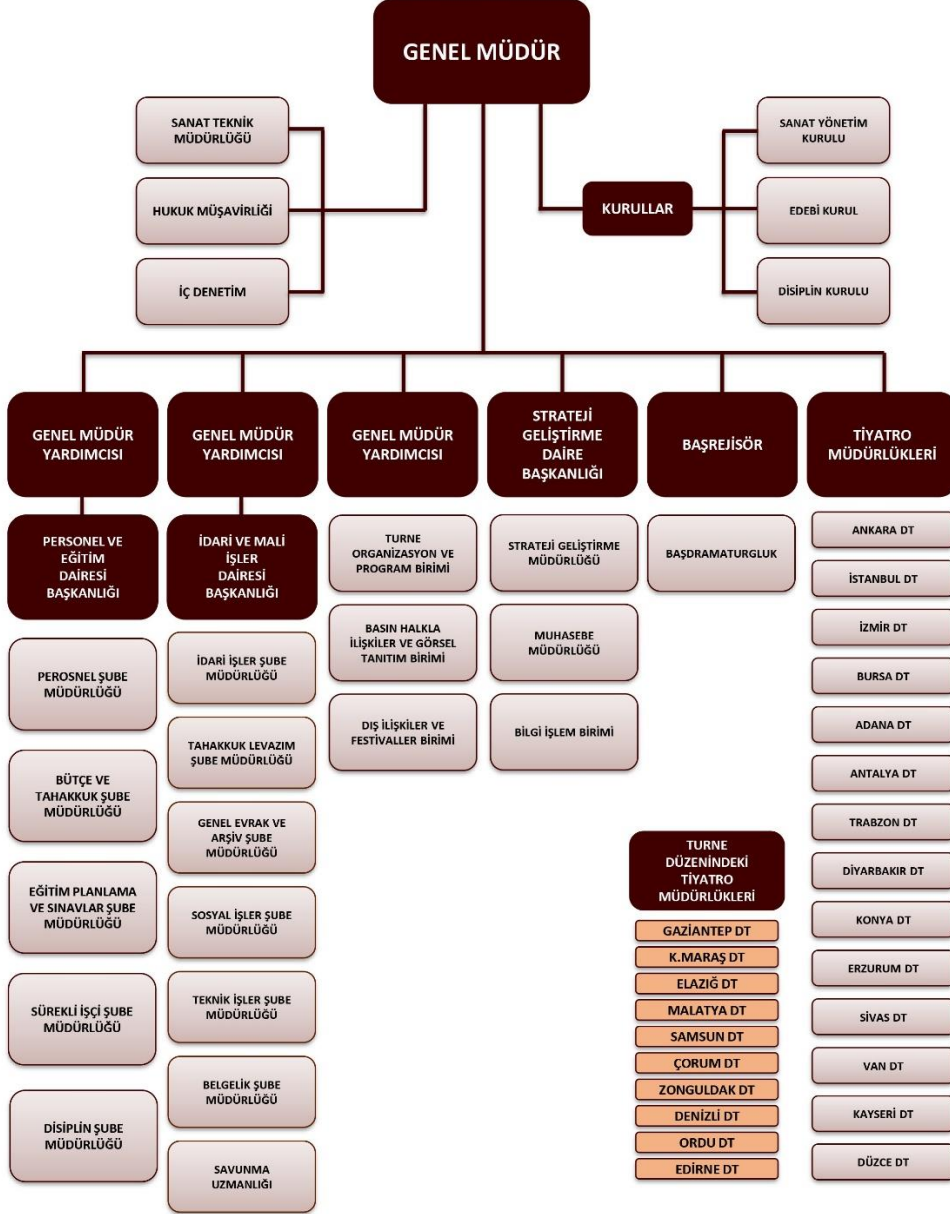 GENEL MÜDÜR
SANAT TEKNİK
MÜDÜRLÜĞÜ
HUKUK MÜŞAVİRLİĞİ
İÇ DENETİM
KURULLAR
SANAT YÖNETİM
KURULU
EDEBİ KURUL
DİSİPLİN KURULU
GENEL MÜDÜR
YARDIMCISI
PERSONEL VE
EĞİTİM
DAİRESİ
BAŞKANLIĞI
PEROSNEL ŞUBE
MÜDÜRLÜĞÜ
BÜTÇE VE
TAHAKKUK ŞUBE
MÜDÜRLÜĞÜ
EĞİTİM PLANLAMA
VE SINAVLAR ŞUBE
MÜDÜRLÜĞÜ
SÜREKLİ İŞÇİ ŞUBE
MÜDÜRLÜĞÜ
DİSİPLİN ŞUBE
MÜDÜRLÜĞÜ
GENEL MÜDÜR
YARDIMCISI
İDARİ VE MALİ
İŞLER
DAİRESİ
BAŞKANLIĞI
İDARİ İŞLER ŞUBE
MÜDÜRLÜĞÜ
TAHAKKUK LEVAZIM
ŞUBE MÜDÜRLÜĞÜ
GENEL EVRAK VE
ARŞİV ŞUBE
MÜDÜRLÜĞÜ
SOSYAL İŞLER ŞUBE
MÜDÜRLÜĞÜ
TEKNİK İŞLER ŞUBE
MÜDÜRLÜĞÜ
BELGELİK ŞUBE
MÜDÜRLÜĞÜ
SAVUNMA
UZMANLIĞI
GENEL MÜDÜR
YARDIMCISI
TURNE
ORGANİZASYON VE
PROGRAM BİRİMİ
BASIN HALKLA
İLİŞKİLER VE GÖRSEL
TANITIM BİRİMİ
DIŞ İLİŞKİLER VE
FESTİVALLER BİRİMİ
STRATEJİ
GELİŞTİRME
DAİRE
BAŞKANLIĞI
STRATEJİ GELİŞTİRME
MÜDÜRLÜĞÜ
MUHASEBE
MÜDÜRLÜĞÜ
BİLGİ İŞLEM BİRİMİ
BAŞREJİSÖR
BAŞDRAMATURGLUK
TURNE
DÜZENİNDEKİ
TİYATRO
MÜDÜRLÜKLERİ
GAZİANTEP DT
K.MARAŞ DT
ELAZIĞ DT
MALATYA DT
SAMSUN DT
ÇORUM DT
ZONGULDAK DT
DENİZLİ DT
ORDU DT
EDİRNE DT
TİYATRO
MÜDÜRLÜKLERİ
ANKARA DT
İSTANBUL DT
İZMİR DT
BURSA DT
ADANA DT
ANTALYA DT
TRABZON DT
DİYARBAKIR DT
KONYA DT
ERZURUM DT
SİVAS DT
VAN DT
KAYSERİ DT
DÜZCE DT